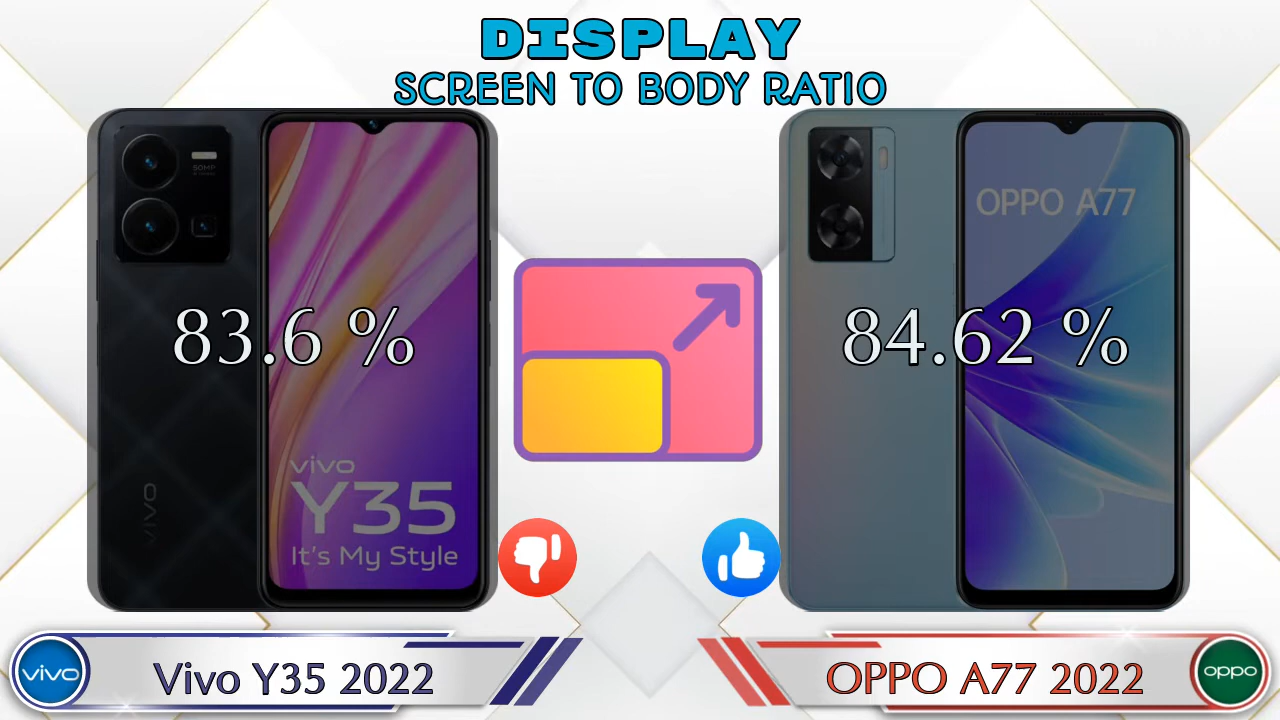 DISPLAY
SCREEN TO BODY RATIO
50MP
83.6 %
vivo
vivo
Y35
It's My Style
OPPO A77
84.62 %
vivo
Vivo Y35 2022
OPPO A77 2022
oppo